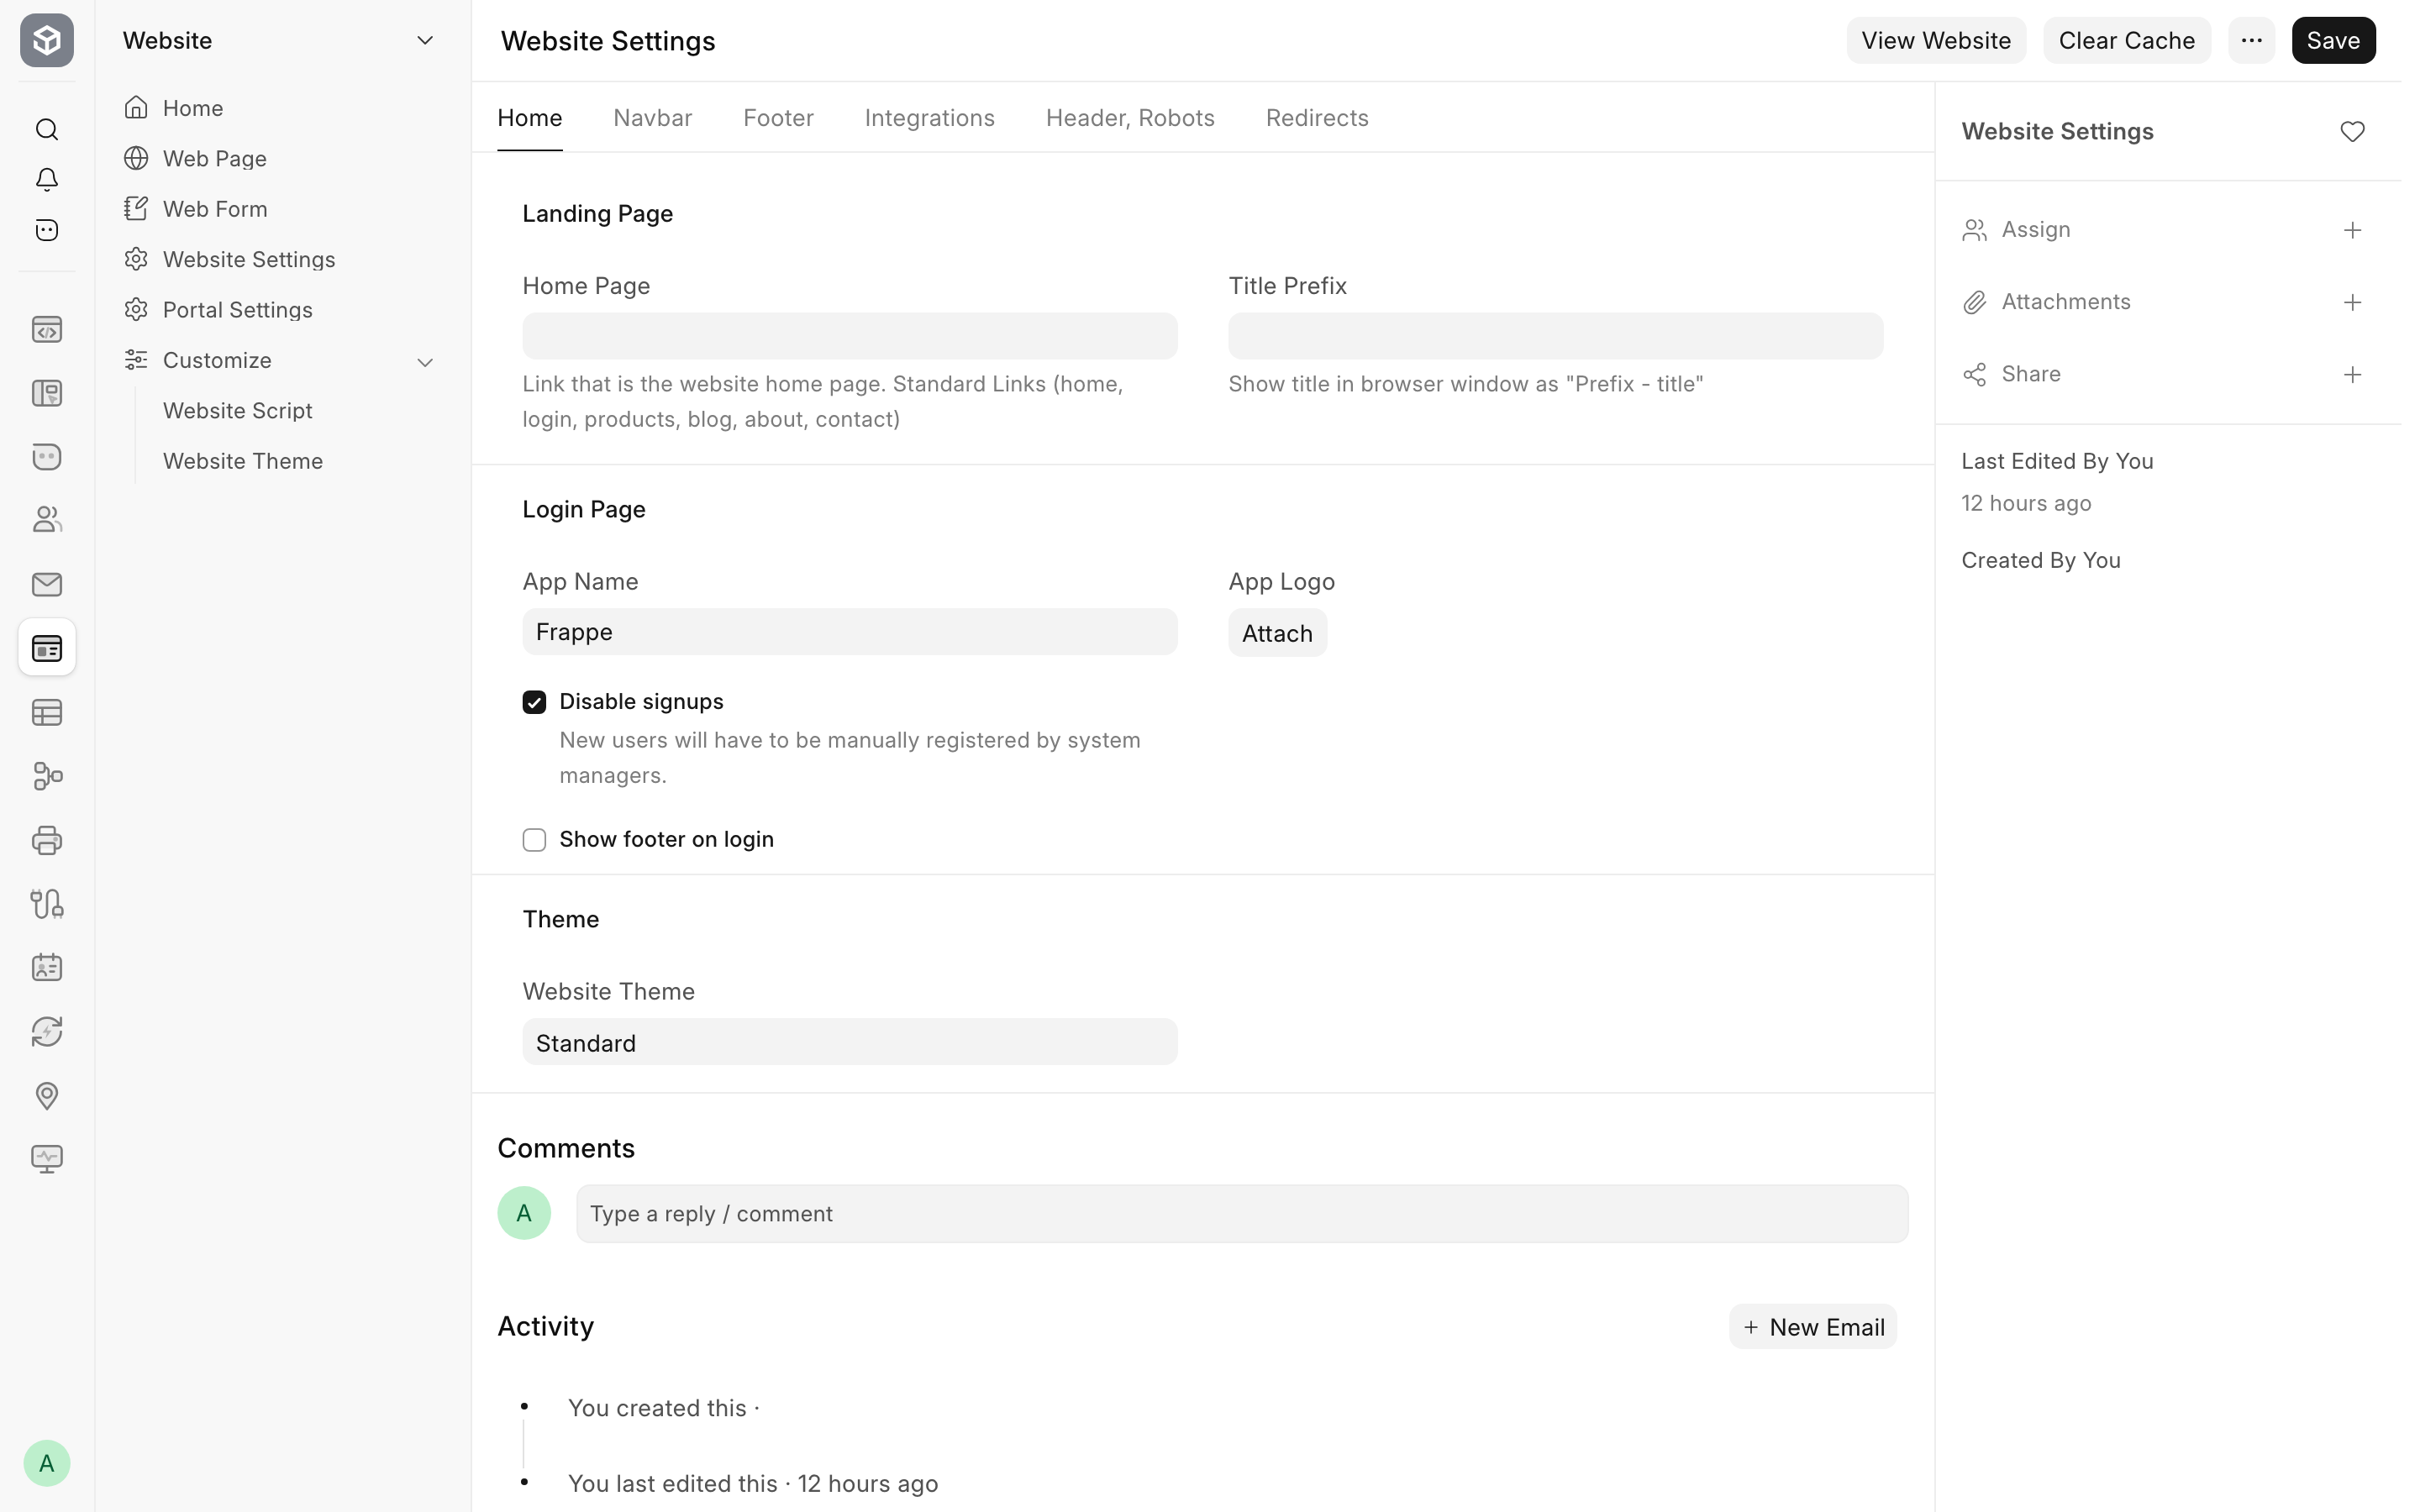 Website
Home
Web Page
Web Form
Website Settings
Portal Settings
Customize
Website Script
Website Theme
A
Website Settings
View Website
Clear Cache
Save
Home
Navbar
Footer
Integrations
Header, Robots
Redirects
Landing Page
Home Page
Link that is the website home page. Standard Links (home,
login, products, blog, about, contact)
Title Prefix
Show title in browser window as "Prefix - title"
Login Page
App Name
Frappe
App Logo
Attach
Disable signups
New users will have to be manually registered by system
managers.
Show footer on login
Theme
Website Theme
Standard
Comments
A
Type a reply / comment
Activity
New Email
You created this ·
You last edited this · 12 hours ago
Website Settings
Assign
Attachments
Share
Last Edited By You
12 hours ago
Created By You